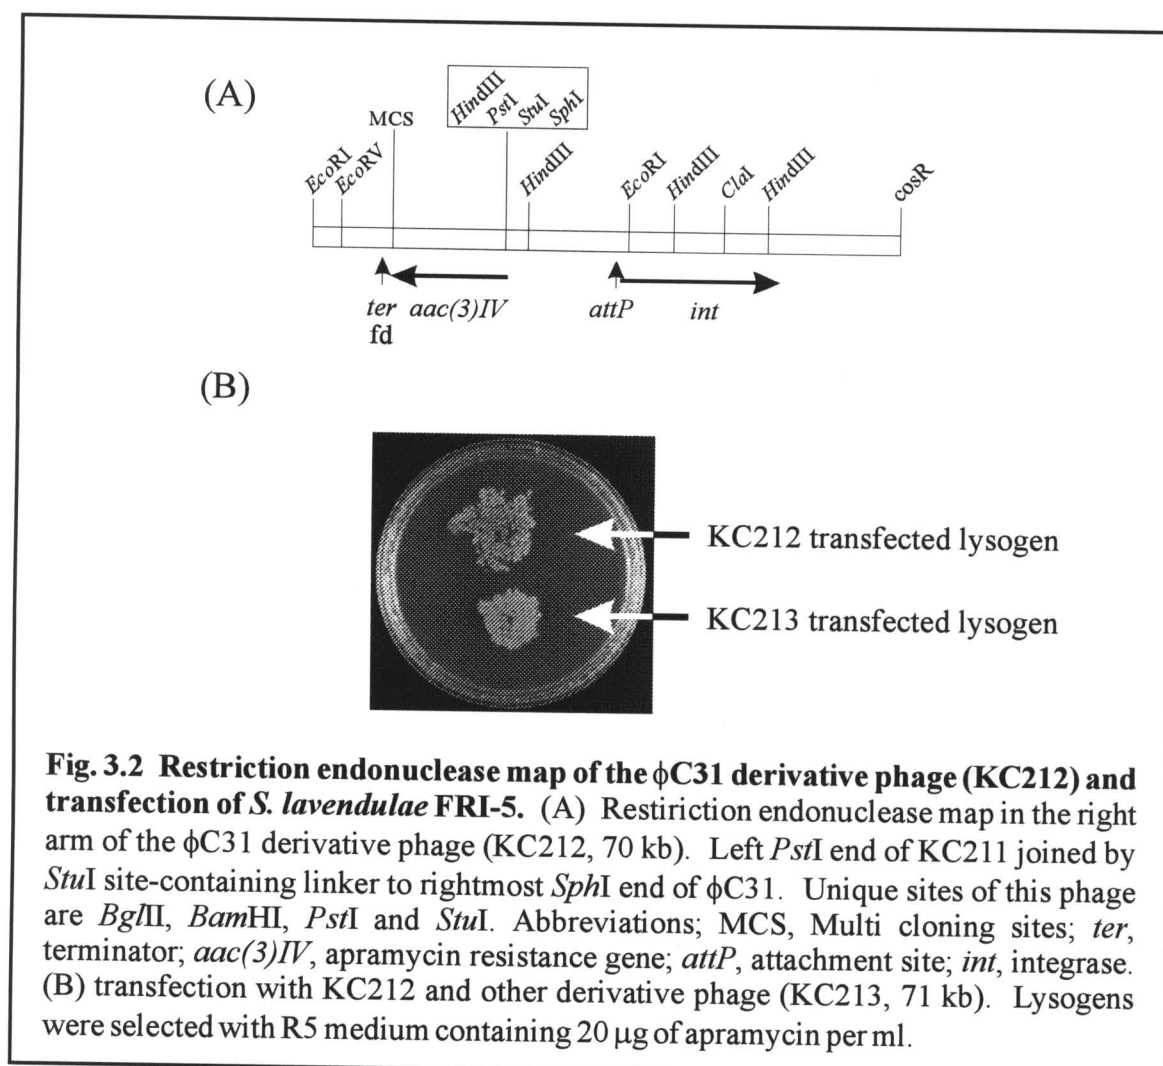 (A)
HindIII
PstI
StuI
SphI
MCS
EcoRI
EcoRV
HindIII
EcoRI
HindIII
ClaI
HindIII
cosR
ter aac(3)IV attP int
fd
(B)
KC212 transfected lysogen
KC213 transfected lysogen
Fig. 3.2 Restriction endonuclease map of the ϕC31 derivative phage (KC212) and
transfection of S. lavendulae FRI-5. (A) Restiriction endonuclease map in the right
arm of the ϕC31 derivative phage (KC212, 70 kb). Left PstI end of KC211 joined by
StuI site-containing linker to rightmost SphI end of ϕC31. Unique sites of this phage
are BglII, BamHI, PstI and StuI. Abbreviations; MCS, Multi cloning sites; ter,
terminator; aac(3)IV, apramycin resistance gene; attP, attachment site; int, integrase.
(B) transfection with KC212 and other derivative phage (KC213, 71 kb). Lysogens
were selected with R5 medium containing 20 μg of apramycin per ml.